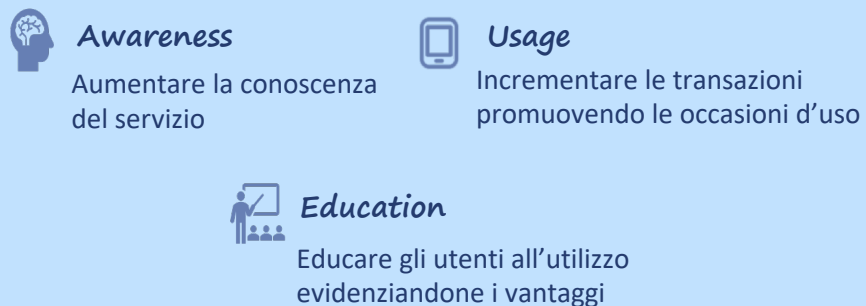 Awareness
Aumentare la conoscenza
del servizio
Usage
Incrementare le transazioni
promuovendo le occasioni d’uso
Education
Educare gli utenti all’utilizzo
evidenziandone i vantaggi